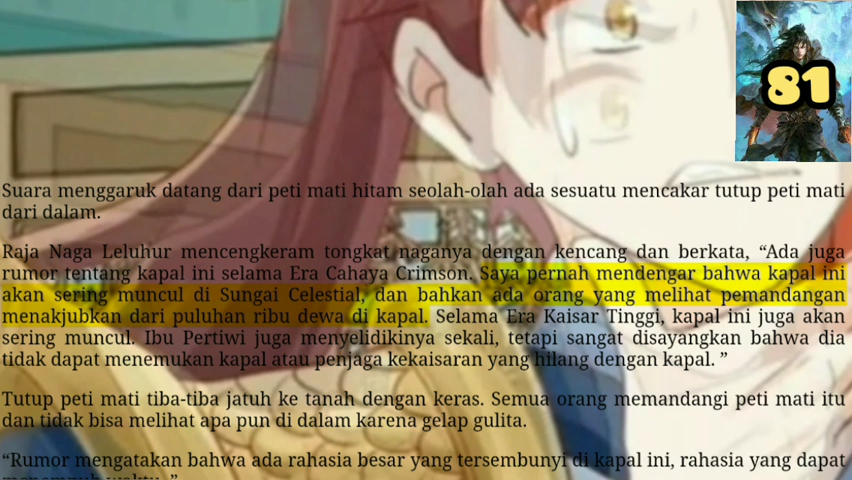 81
Suara menggaruk datang dari peti mati hitam seolah-olah ada sesuatu mencakar tutup peti mati
dari dalam.
Raja Naga Leluhur mencengkeram tongkat naganya dengan kencang dan berkata, “Ada juga
rumor tentang kapal ini selama Era Cahaya Crimson. Saya pernah mendengar bahwa kapal ini
akan sering muncul di Sungai Celestial, dan bahkan ada orang yang melihat pemandangan
menakjubkan dari puluhan ribu dewa di kapal. Selama Era Kaisar Tinggi, kapal ini juga akan
sering muncul. Ibu Pertiwi juga menyelidikinya sekali, tetapi sangat disayangkan bahwa dia
tidak dapat menemukan kapal atau penjaga kekaisaran yang hilang dengan kapal. ”
Tutup peti mati tiba-tiba jatuh ke tanah dengan keras. Semua orang memandangi peti mati itu
dan tidak bisa melihat apa pun di dalam karena gelap gulita.
“Rumor mengatakan bahwa ada rahasia besar yang tersembunyi di kapal ini, rahasia yang dapat